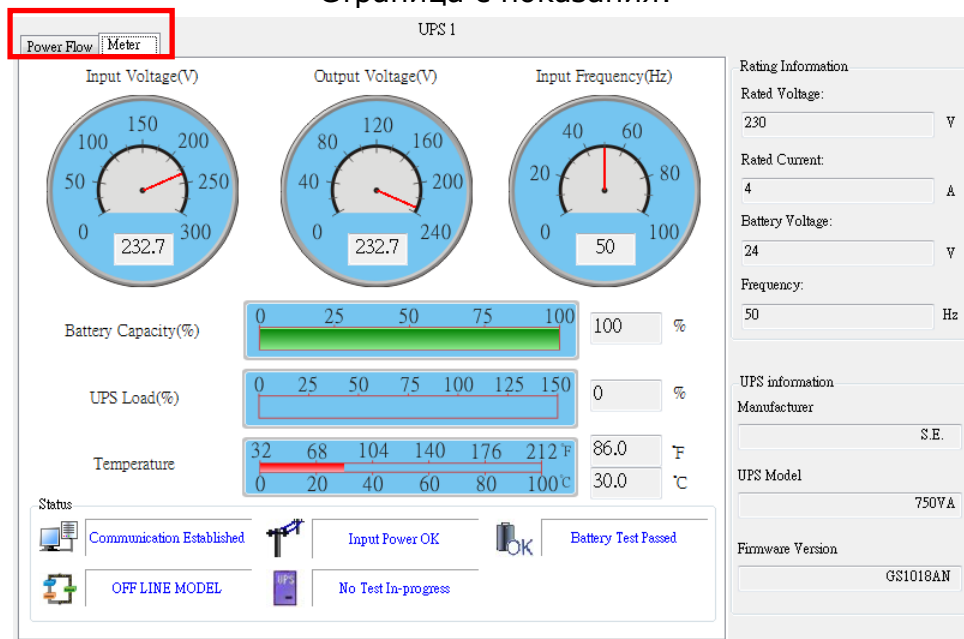 Страница с показания:
UPS 1
Power Flow Meter
Input Voltage(V) Output Voltage(V) Input Frequency(Hz)
0 50 100 150 200 250 300
232.7
0 40 80 120 160 200 240
232.7
0 20 40 60 80 100
50
Battery Capacity(%) 0 25 50 75 100 100 %
UPS Load(%) 0 25 50 75 100 125 150 0 %
Temperature
32 68 104 140 176 212 °F 86.0 °F
0 20 40 60 80 100 °C 30.0 °C
Status
Communication Established Input Power OK OK Battery Test Passed
OFF LINE MODEL UPS No Test In-progress
Rating Information
Rated Voltage:
230 V
Rated Current:
4 A
Battery Voltage:
24 V
Frequency:
50 Hz
UPS information
Manufacturer
S.E.
UPS Model
750VA
Firmware Version
GS1018AN